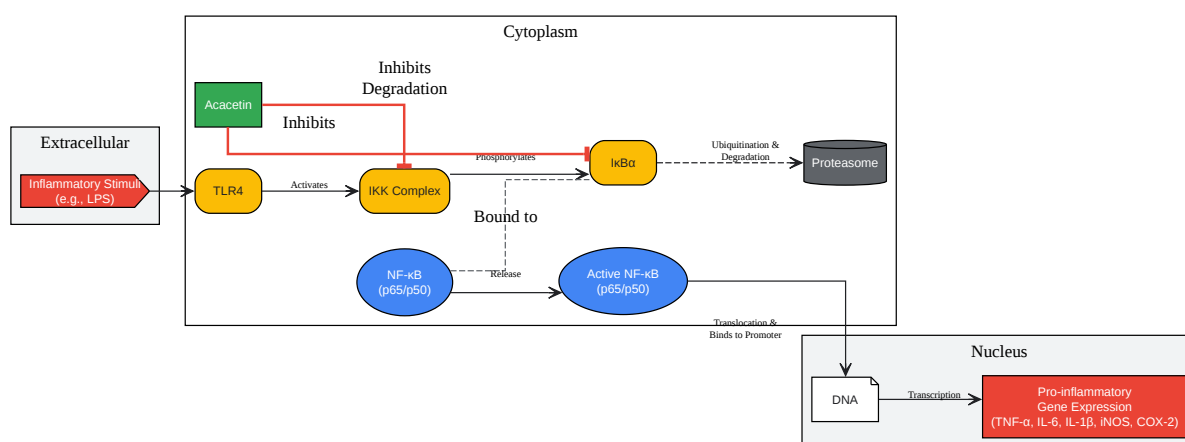 Cytoplasm
Inhibits
Degradation
Acacetin
Inhibits
Extracellular
Inflammatory Stimuli
(e.g., LPS)
TLR4
Activates
IKK Complex
Phosphorylates
IκBα
Ubiquitination &
Degradation
Proteasome
Bound to
NF-κB
(p65/p50)
Release
Active NF-κB
(p65/p50)
Translocation &
Binds to Promoter
Nucleus
DNA
Transcription
Pro-inflammatory
Gene Expression
(TNF-α, IL-6, IL-1β, iNOS, COX-2)